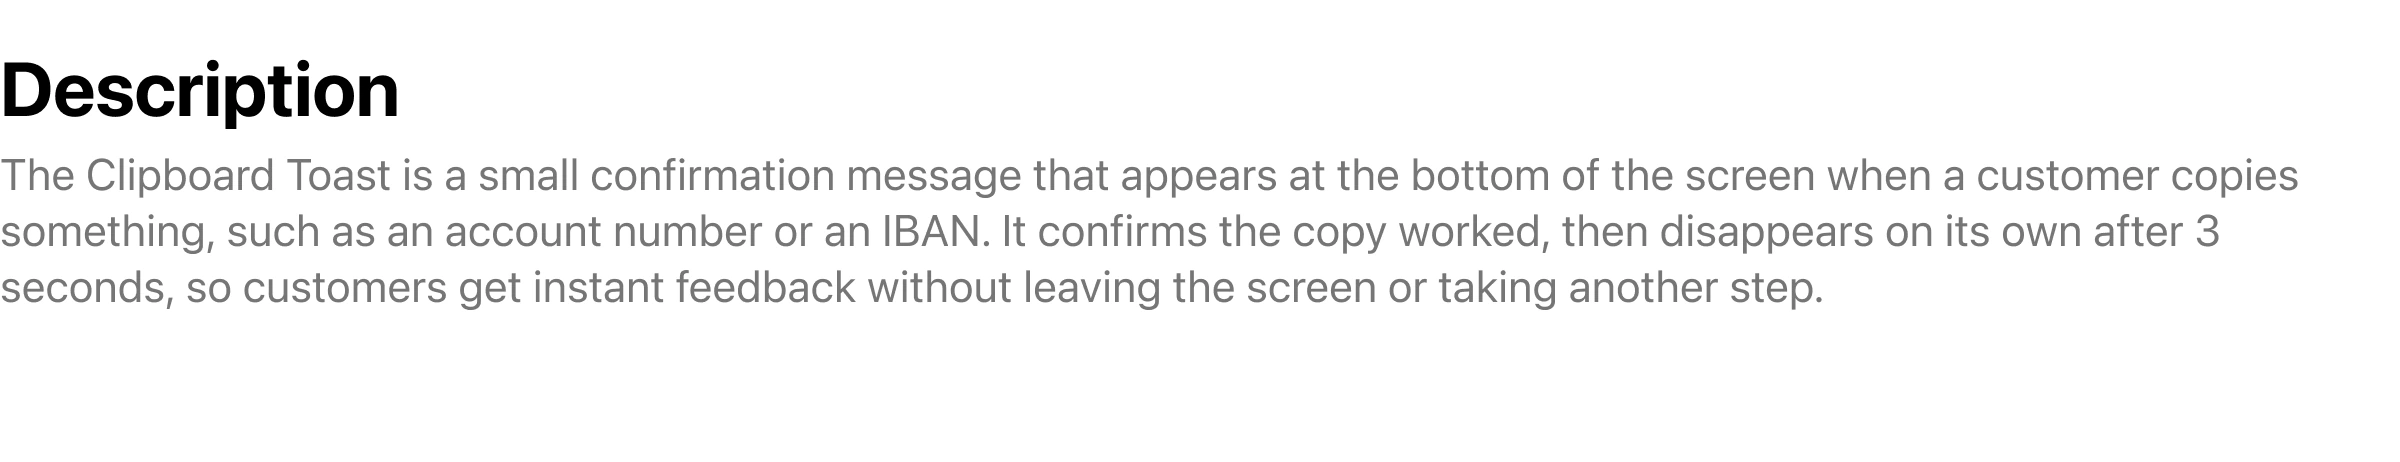 Description
The Clipboard Toast is a small confirmation message that appears at the bottom of the screen when a customer copies
something, such as an account number or an IBAN. It confirms the copy worked, then disappears on its own after 3
seconds, so customers get instant feedback without leaving the screen or taking another step.